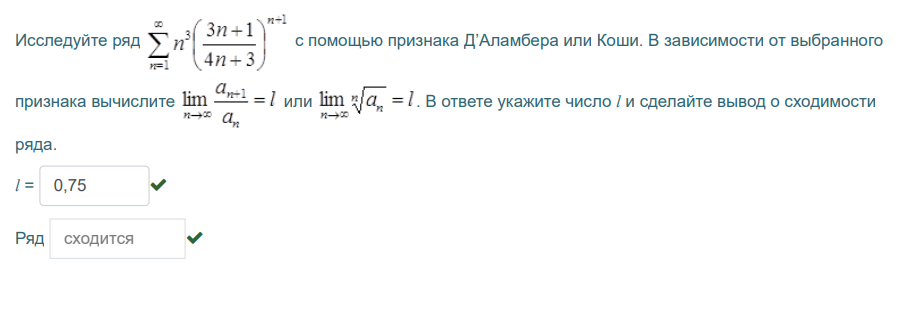 Исследуйте ряд \sum_{n=1}^{\infty} n^3 \left( \frac{3n+1}{4n+3} \right)^{n+1} с помощью признака Д'Аламбера или Коши. В зависимости от выбранного
признака вычислите \lim_{n \to \infty} \frac{a_{n+1}}{a_n} = l или \lim_{n \to \infty} \sqrt[n]{a_n} = l. В ответе укажите число l и сделайте вывод о сходимости
ряда.
l = 0,75
Ряд сходится